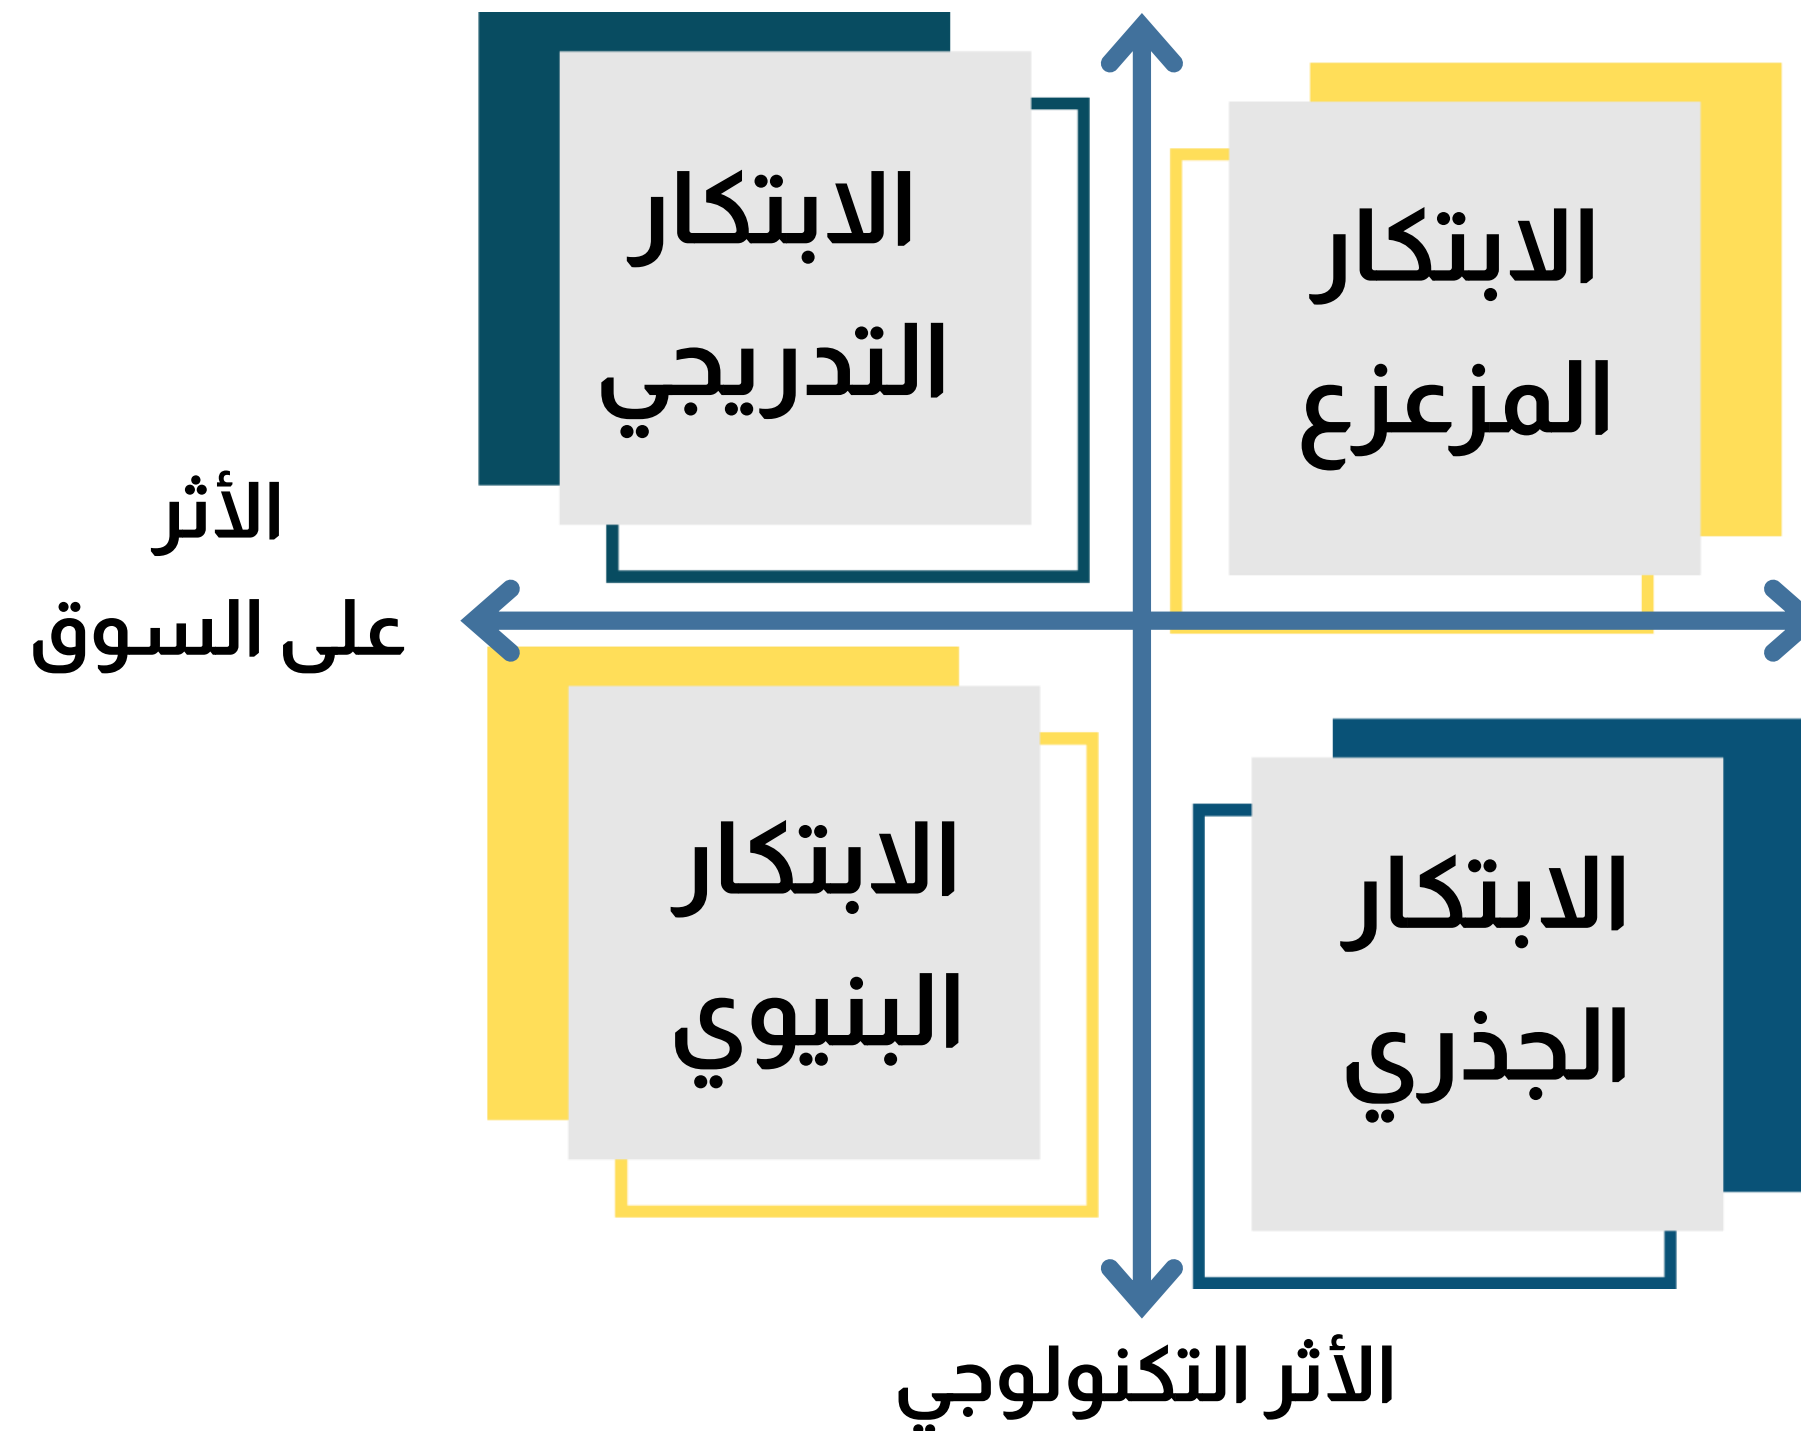 الابتكار
المزعزع
الابتكار
التدريجي
الأثر
على السوق
الابتكار
الجذري
الابتكار
البنيوي
الأثر التكنولوجي